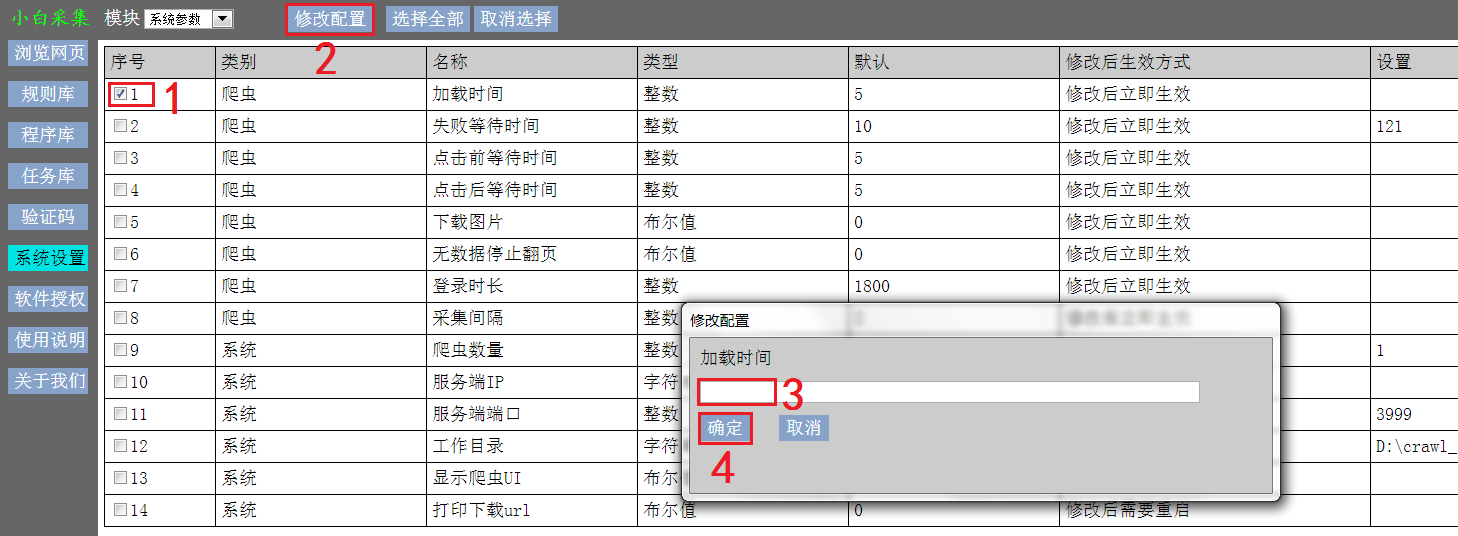 小白采集 模块 系统参数 修改配置 选择全部 取消选择
2
浏览网页
规则库
程序库
任务库
验证码
系统设置
软件授权
使用说明
关于我们
序号 类别 名称 类型 默认 修改后生效方式 设置
1 爬虫 加载时间 整数 5 修改后立即生效
1
2 爬虫 失败等待时间 整数 10 修改后立即生效 121
3 爬虫 点击前等待时间 整数 5 修改后立即生效
4 爬虫 点击后等待时间 整数 5 修改后立即生效
5 爬虫 下载图片 布尔值 0 修改后立即生效
6 爬虫 无数据停止翻页 布尔值 0 修改后立即生效
7 爬虫 登录时长 整数 1800 修改后立即生效
8 爬虫 采集间隔 整数 2 修改后立即生效
9 系统 爬虫数量 整数 1
10 系统 服务端IP 字符
11 系统 服务端端口 整数 3999
12 系统 工作目录 字符 D:\crawl_
13 系统 显示爬虫UI 布尔值
14 系统 打印下载url 布尔值 0 修改后需要重启
修改配置
加载时间
3
确定 取消
4